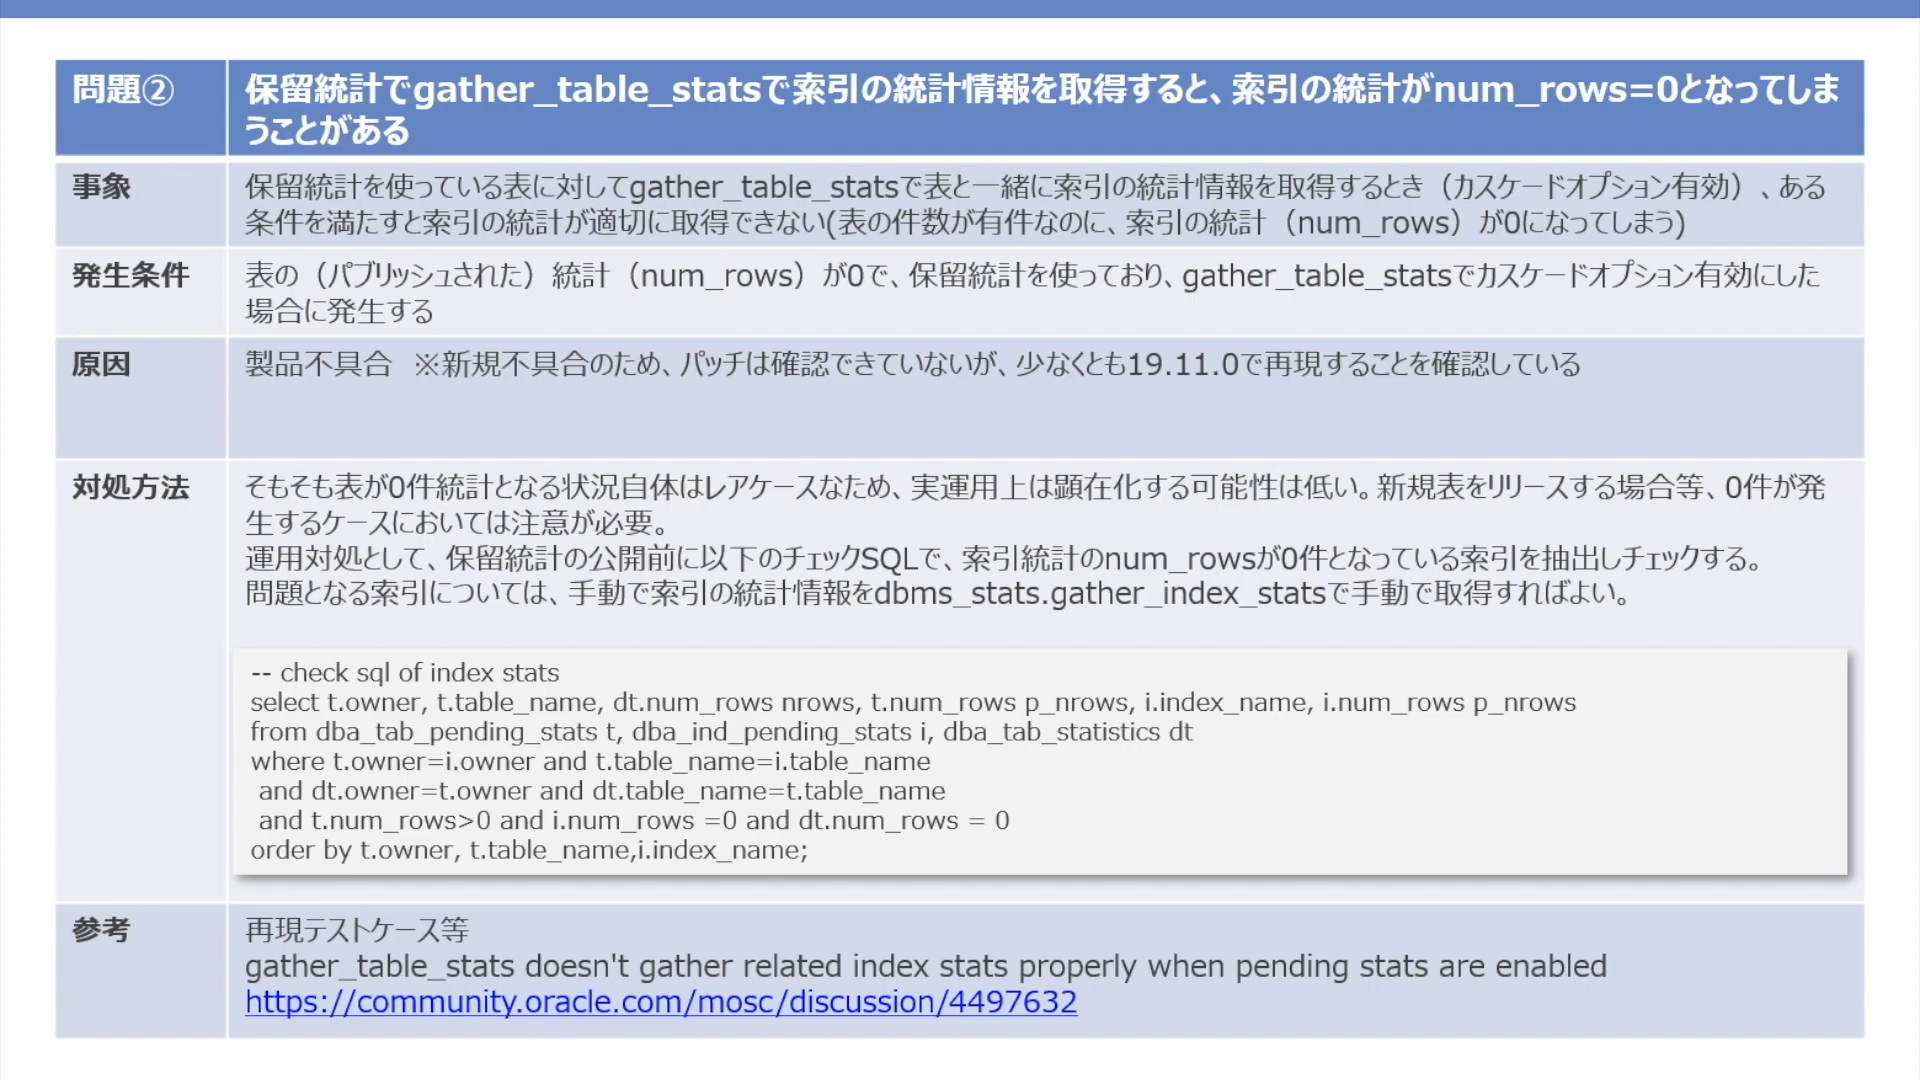 問題②
保留統計でgather_table_statsで索引の統計情報を取得すると、索引の統計がnum_rows=0となってしま
うことがある
事象
保留統計を使っている表に対してgather_table_statsで表と一緒に索引の統計情報を取得するとき（カスケードオプション有効）、ある
条件を満たすと索引の統計が適切に取得できない(表の件数が有件なのに、索引の統計（num_rows）が0になってしまう)
発生条件
表の（パブリッシュされた）統計（num_rows）が0で、保留統計を使っており、gather_table_statsでカスケードオプション有効にした
場合に発生する
原因
製品不具合　※新規不具合のため、パッチは確認できていないが、少なくとも19.11.0で再現することを確認している
対処方法
そもそも表が0件統計となる状況自体はレアケースなため、実運用上は顕在化する可能性は低い。新規表をリリースする場合等、0件が発
生するケースにおいては注意が必要。
運用対処として、保留統計の公開前に以下のチェックSQLで、索引統計のnum_rowsが0件となっている索引を抽出しチェックする。
問題となる索引については、手動で索引の統計情報をdbms_stats.gather_index_statsで手動で取得すればよい。
-- check sql of index stats
select t.owner, t.table_name, dt.num_rows nrows, t.num_rows p_nrows, i.index_name, i.num_rows p_nrows
from dba_tab_pending_stats t, dba_ind_pending_stats i, dba_tab_statistics dt
where t.owner=i.owner and t.table_name=i.table_name
and dt.owner=t.owner and dt.table_name=t.table_name
and t.num_rows>0 and i.num_rows =0 and dt.num_rows = 0
order by t.owner, t.table_name,i.index_name;
参考
再現テストケース等
gather_table_stats doesn't gather related index stats properly when pending stats are enabled
https://community.oracle.com/mosc/discussion/4497632